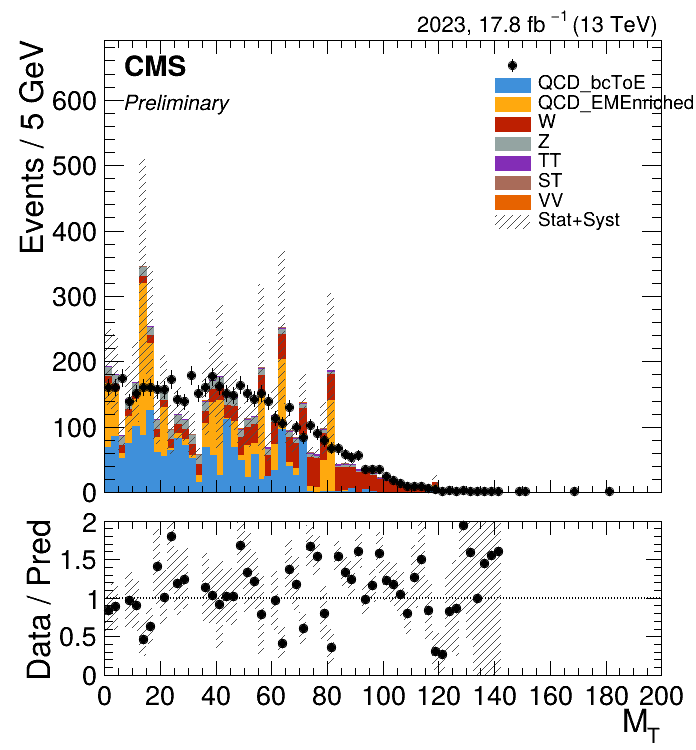 2023, 17.8 fb⁻¹ (13 TeV)
CMS
Preliminary
QCD_bcToE
QCD_EMEnriched
W
Z
TT
ST
VV
Stat+Syst
Events / 5 GeV
600
500
400
300
200
100
0
Data / Pred
2
1.5
1
0.5
0
0 20 40 60 80 100 120 140 160 180 200
M_T